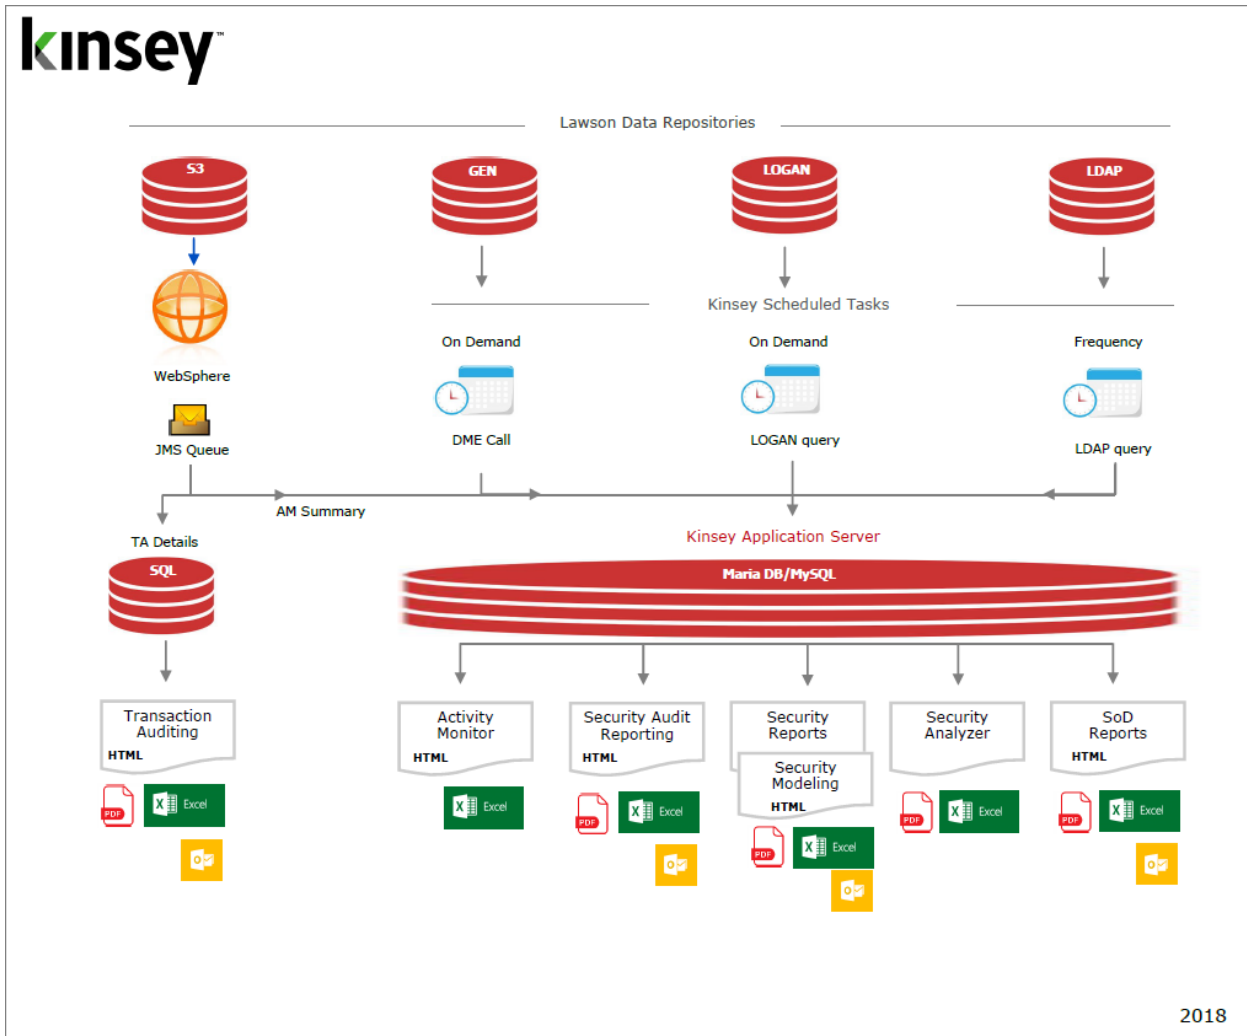 kinsey™
Lawson Data Repositories
S3
GEN
LOGAN
LDAP
Kinsey Scheduled Tasks
On Demand
On Demand
Frequency
WebSphere
JMS Queue
DME Call
LOGAN query
LDAP query
AM Summary
TA Details
Kinsey Application Server
SQL
Maria DB/MySQL
Transaction
Auditing
HTML
Activity
Monitor
HTML
Security Audit
Reporting
HTML
Security
Reports
Security
Modeling
HTML
Security
Analyzer
SoD
Reports
HTML
PDF
X
Excel
X
Excel
PDF
X
Excel
PDF
X
Excel
PDF
X
Excel
PDF
X
Excel
o
o
o
o
2018